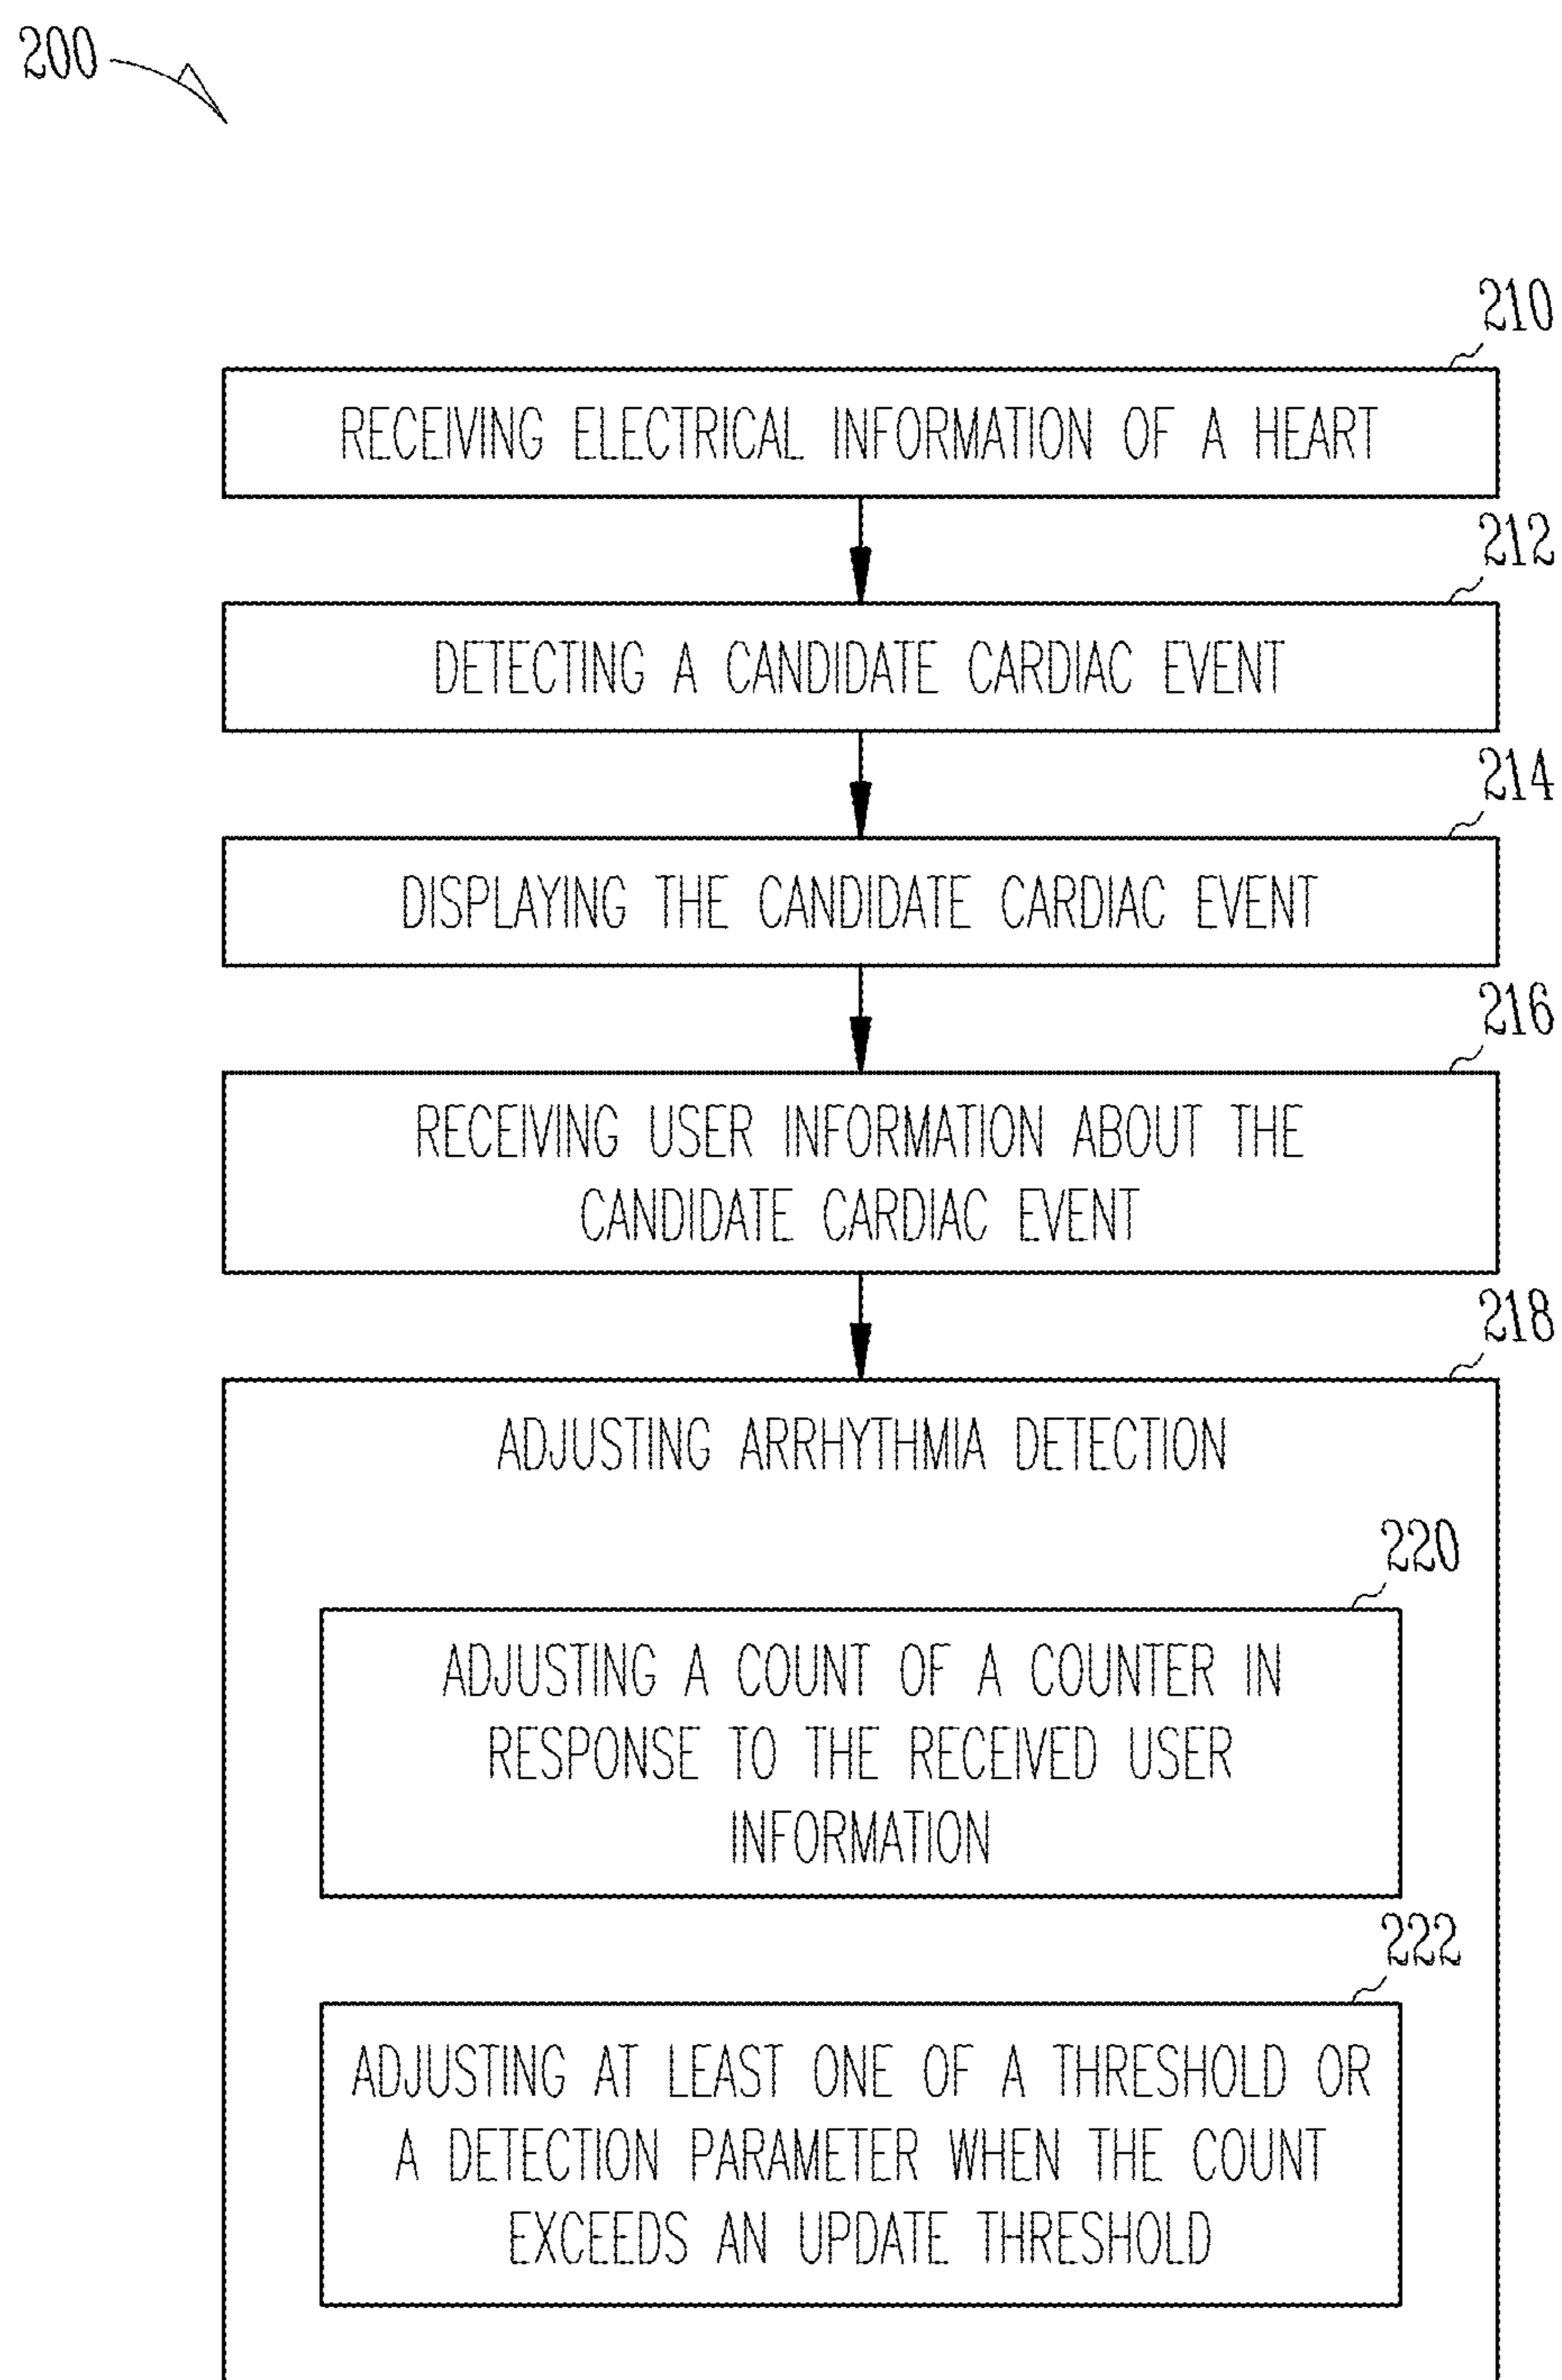 200
210
RECEIVING ELECTRICAL INFORMATION OF A HEART
212
DETECTING A CANDIDATE CARDIAC EVENT
214
DISPLAYING THE CANDIDATE CARDIAC EVENT
216
RECEIVING USER INFORMATION ABOUT THE
CANDIDATE CARDIAC EVENT
218
ADJUSTING ARRHYTHMIA DETECTION
220
ADJUSTING A COUNT OF A COUNTER IN
RESPONSE TO THE RECEIVED USER
INFORMATION
222
ADJUSTING AT LEAST ONE OF A THRESHOLD OR
A DETECTION PARAMETER WHEN THE COUNT
EXCEEDS AN UPDATE THRESHOLD